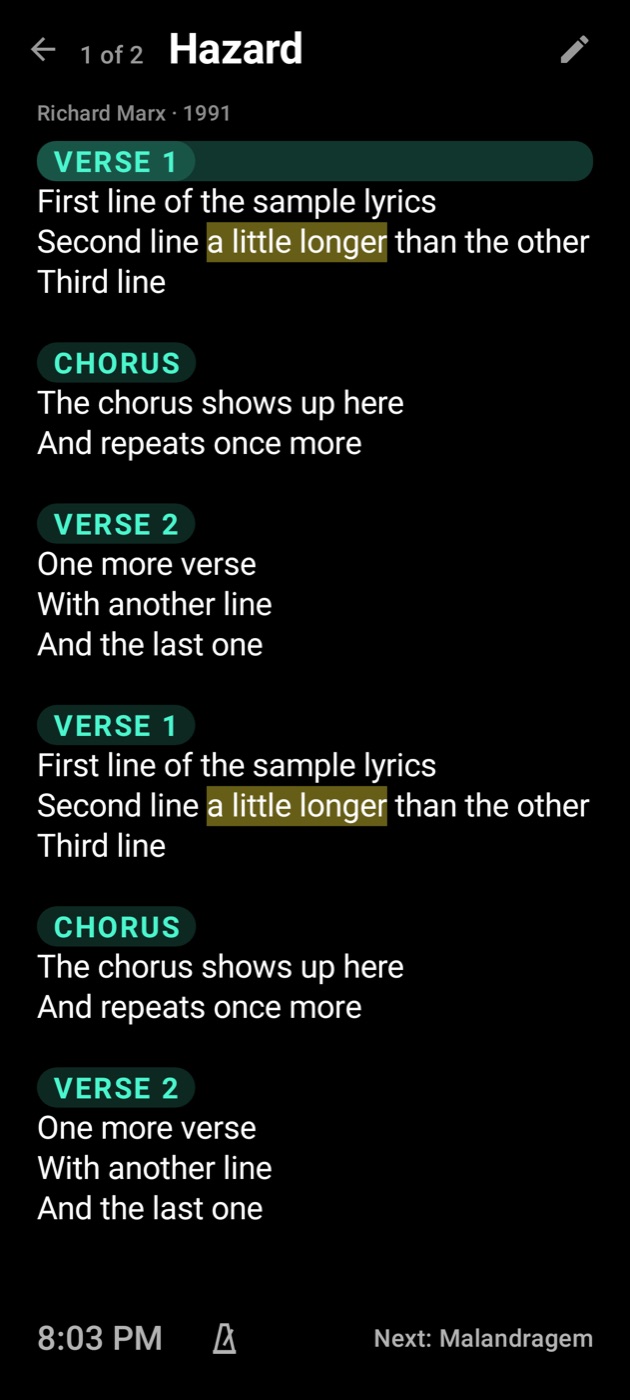 1 of 2 Hazard
Richard Marx · 1991
VERSE 1
First line of the sample lyrics
Second line a little longer than the other
Third line
CHORUS
The chorus shows up here
And repeats once more
VERSE 2
One more verse
With another line
And the last one
VERSE 1
First line of the sample lyrics
Second line a little longer than the other
Third line
CHORUS
The chorus shows up here
And repeats once more
VERSE 2
One more verse
With another line
And the last one
8:03 PM Next: Malandragem